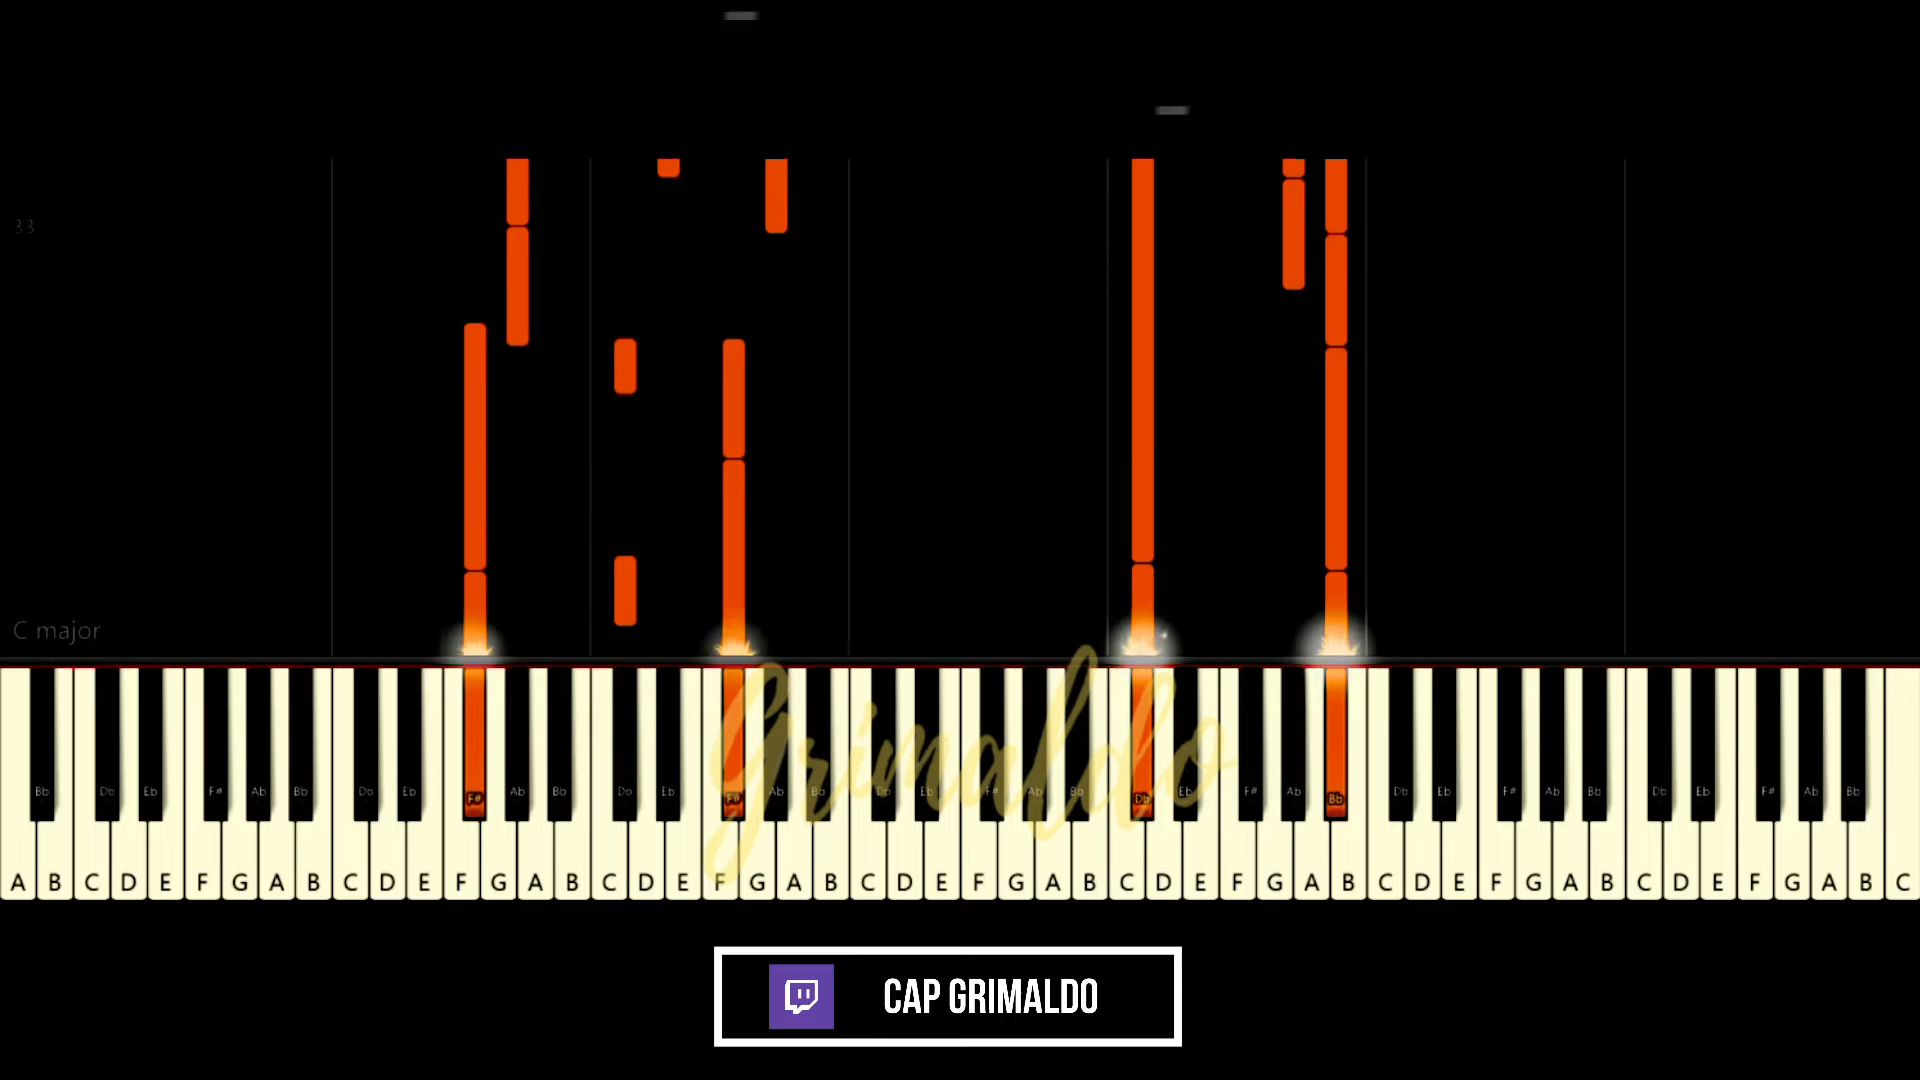 33
C major
Bb Db Eb F# Ab Bb Db Eb F# Ab Bb Db Eb F# Ab Bb Db Eb F# Ab Bb Db Eb F# Ab Bb Db Eb F# Ab Bb Db Eb F# Ab Bb
A B C D E F G A B C D E F G A B C D E F G A B C D E F G A B C D E F G A B C D E F G A B C D E F G A B C
Grimaldo
CAP GRIMALDO